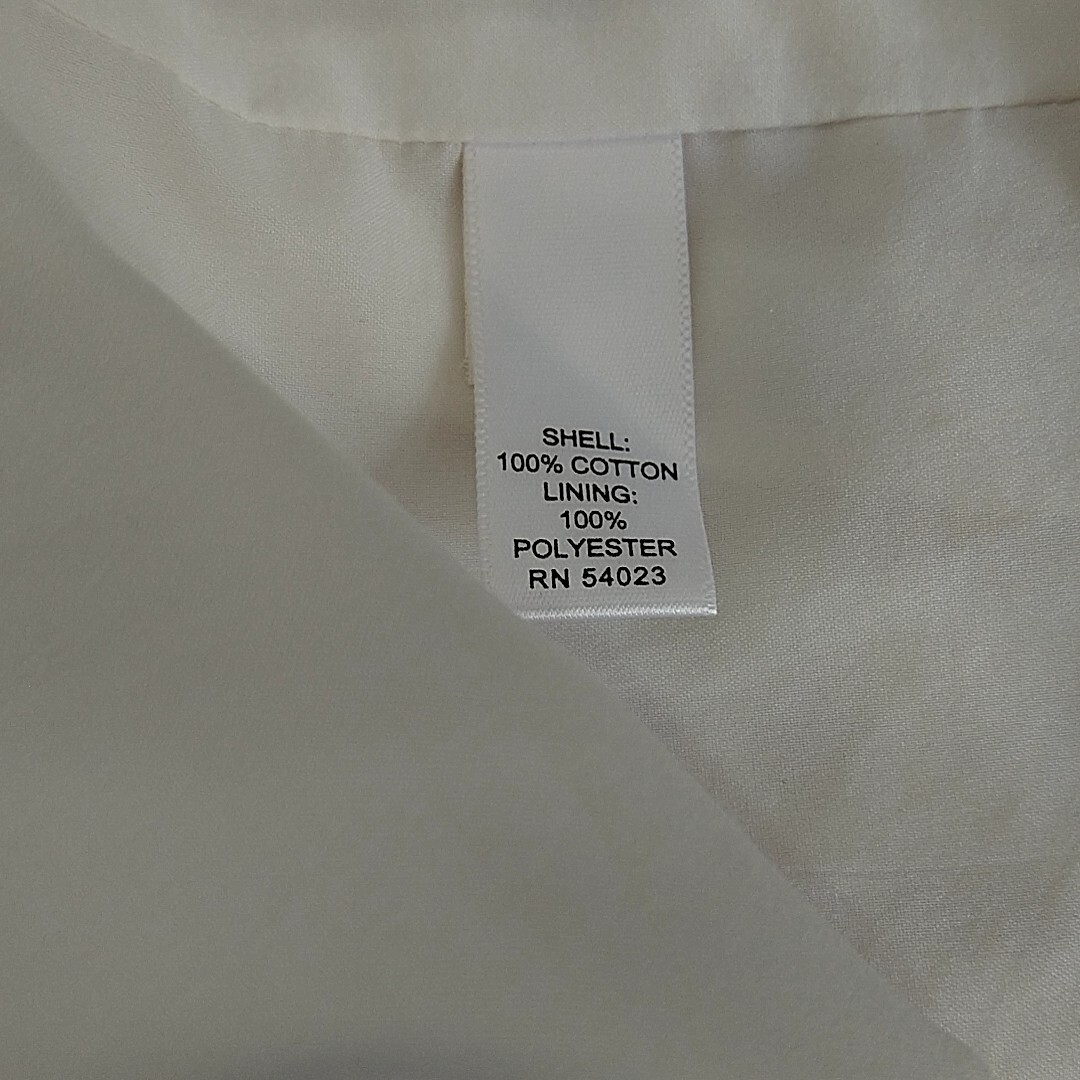 SHELL:
100% COTTON
LINING:
100%
POLYESTER
RN 54023